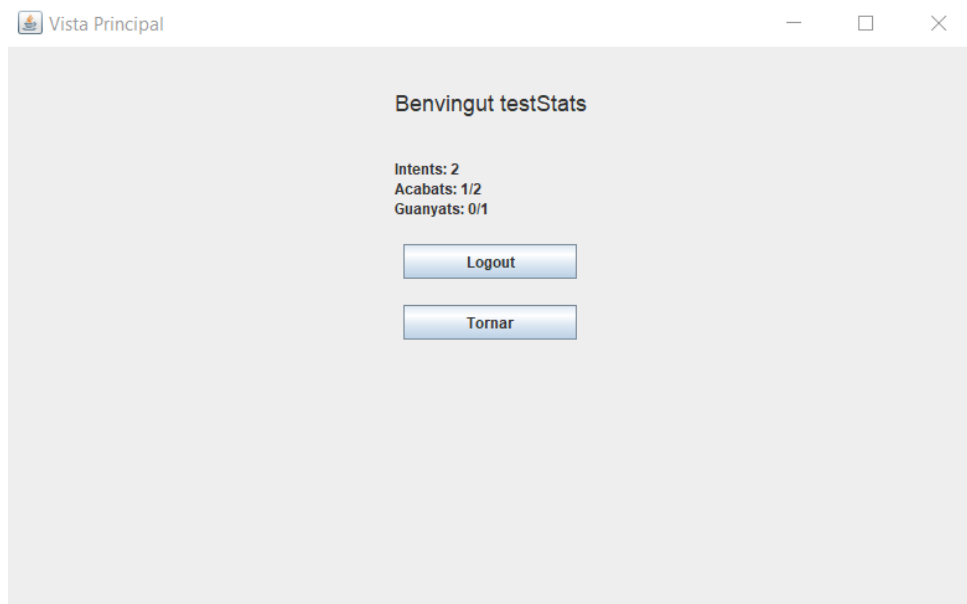 Vista Principal
Benvingut testStats
Intents: 2
Acabats: 1/2
Guanyats: 0/1
Logout
Tornar